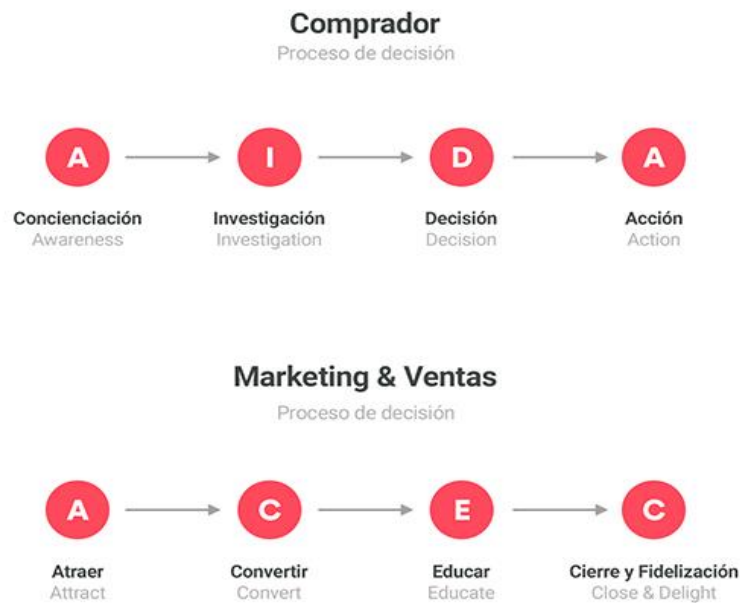 Comprador
Proceso de decisión
A I D A
Concienciación Investigación Decisión Acción
Awareness Investigation Decision Action
Marketing & Ventas
Proceso de decisión
A C E C
Atraer Convertir Educar Cierre y Fidelización
Attract Convert Educate Close & Delight